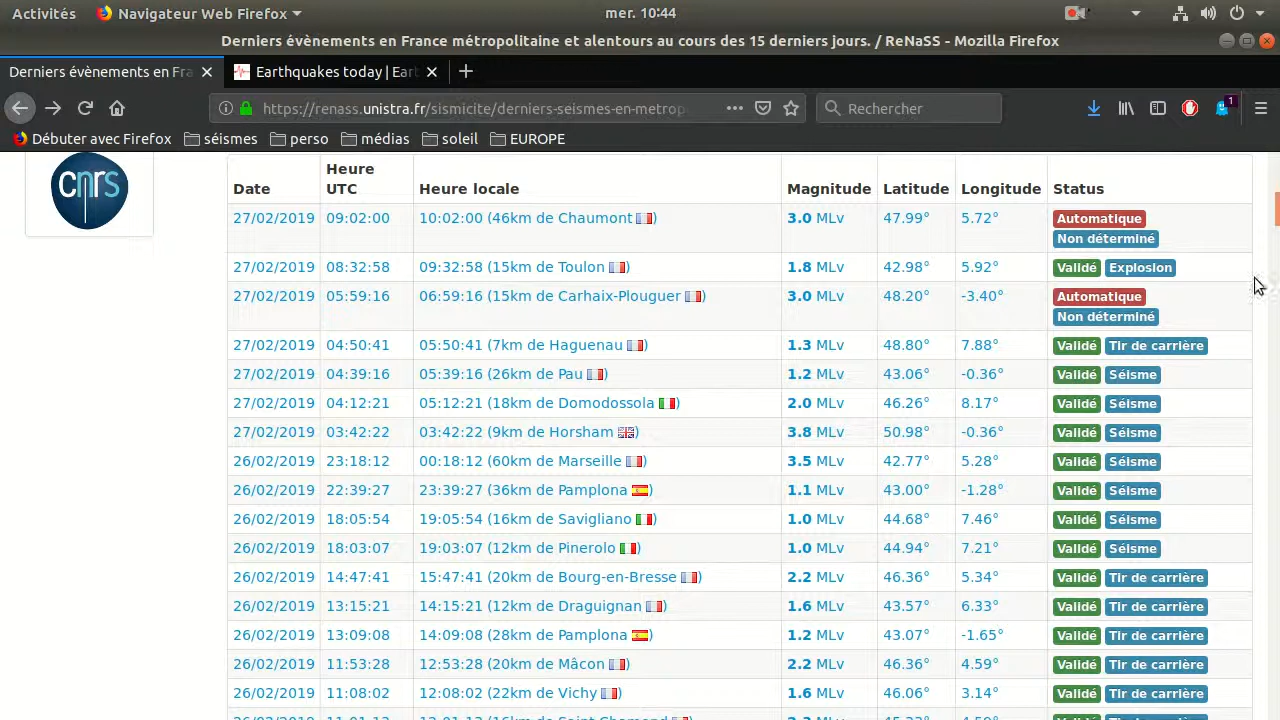 Activités Navigateur Web Firefox mer. 10:44
Derniers évènements en France métropolitaine et alentours au cours des 15 derniers jours. / ReNaSS - Mozilla Firefox
Derniers évènements en Fra Earthquakes today | Eart
https://renass.unistra.fr/sismicite/derniers-seismes-en-metrop Rechercher 1
Débuter avec Firefox séismes perso médias soleil EUROPE
cnrs
Date Heure UTC Heure locale Magnitude Latitude Longitude Status
27/02/2019 09:02:00 10:02:00 (46km de Chaumont ) 3.0 MLv 47.99° 5.72° Automatique
Non déterminé
27/02/2019 08:32:58 09:32:58 (15km de Toulon ) 1.8 MLv 42.98° 5.92° Validé Explosion
27/02/2019 05:59:16 06:59:16 (15km de Carhaix-Plouguer ) 3.0 MLv 48.20° -3.40° Automatique
Non déterminé
27/02/2019 04:50:41 05:50:41 (7km de Haguenau ) 1.3 MLv 48.80° 7.88° Validé Tir de carrière
27/02/2019 04:39:16 05:39:16 (26km de Pau ) 1.2 MLv 43.06° -0.36° Validé Séisme
27/02/2019 04:12:21 05:12:21 (18km de Domodossola ) 2.0 MLv 46.26° 8.17° Validé Séisme
27/02/2019 03:42:22 03:42:22 (9km de Horsham ) 3.8 MLv 50.98° -0.36° Validé Séisme
26/02/2019 23:18:12 00:18:12 (60km de Marseille ) 3.5 MLv 42.77° 5.28° Validé Séisme
26/02/2019 22:39:27 23:39:27 (36km de Pamplona ) 1.1 MLv 43.00° -1.28° Validé Séisme
26/02/2019 18:05:54 19:05:54 (16km de Savigliano ) 1.0 MLv 44.68° 7.46° Validé Séisme
26/02/2019 18:03:07 19:03:07 (12km de Pinerolo ) 1.0 MLv 44.94° 7.21° Validé Séisme
26/02/2019 14:47:41 15:47:41 (20km de Bourg-en-Bresse ) 2.2 MLv 46.36° 5.34° Validé Tir de carrière
26/02/2019 13:15:21 14:15:21 (12km de Draguignan ) 1.6 MLv 43.57° 6.33° Validé Tir de carrière
26/02/2019 13:09:08 14:09:08 (28km de Pamplona ) 1.2 MLv 43.07° -1.65° Validé Tir de carrière
26/02/2019 11:53:28 12:53:28 (20km de Mâcon ) 2.2 MLv 46.36° 4.59° Validé Tir de carrière
26/02/2019 11:08:02 12:08:02 (22km de Vichy ) 1.6 MLv 46.06° 3.14° Validé Tir de carrière